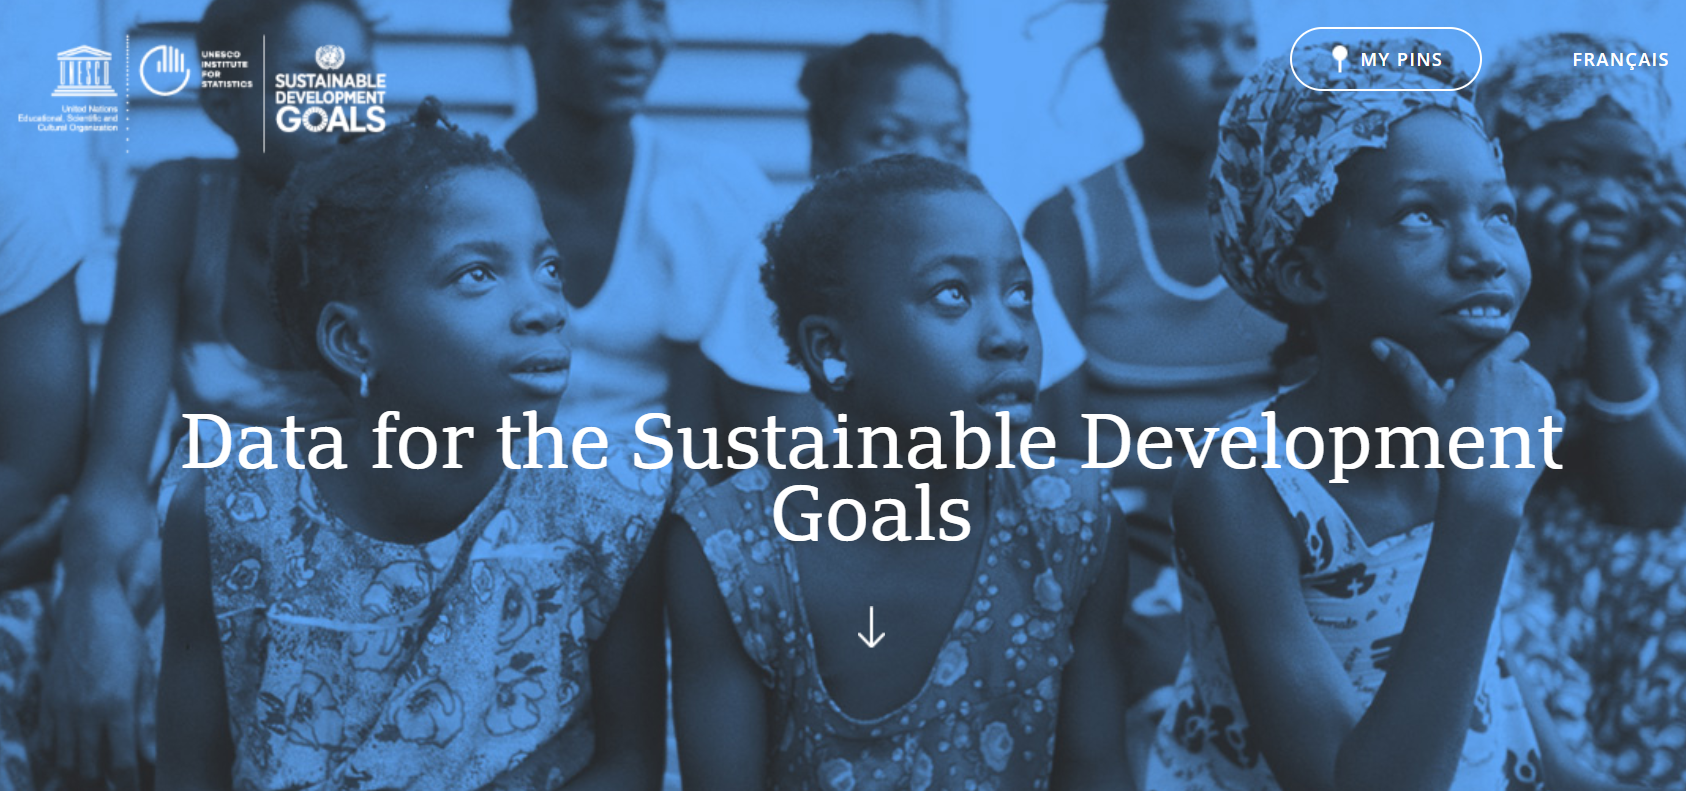 UNESCO
United Nations
Educational, Scientific and
Cultural Organization
UNESCO
INSTITUTE
FOR
STATISTICS
SUSTAINABLE
DEVELOPMENT
GOALS
MY PINS
FRANÇAIS
Data for the Sustainable Development
Goals